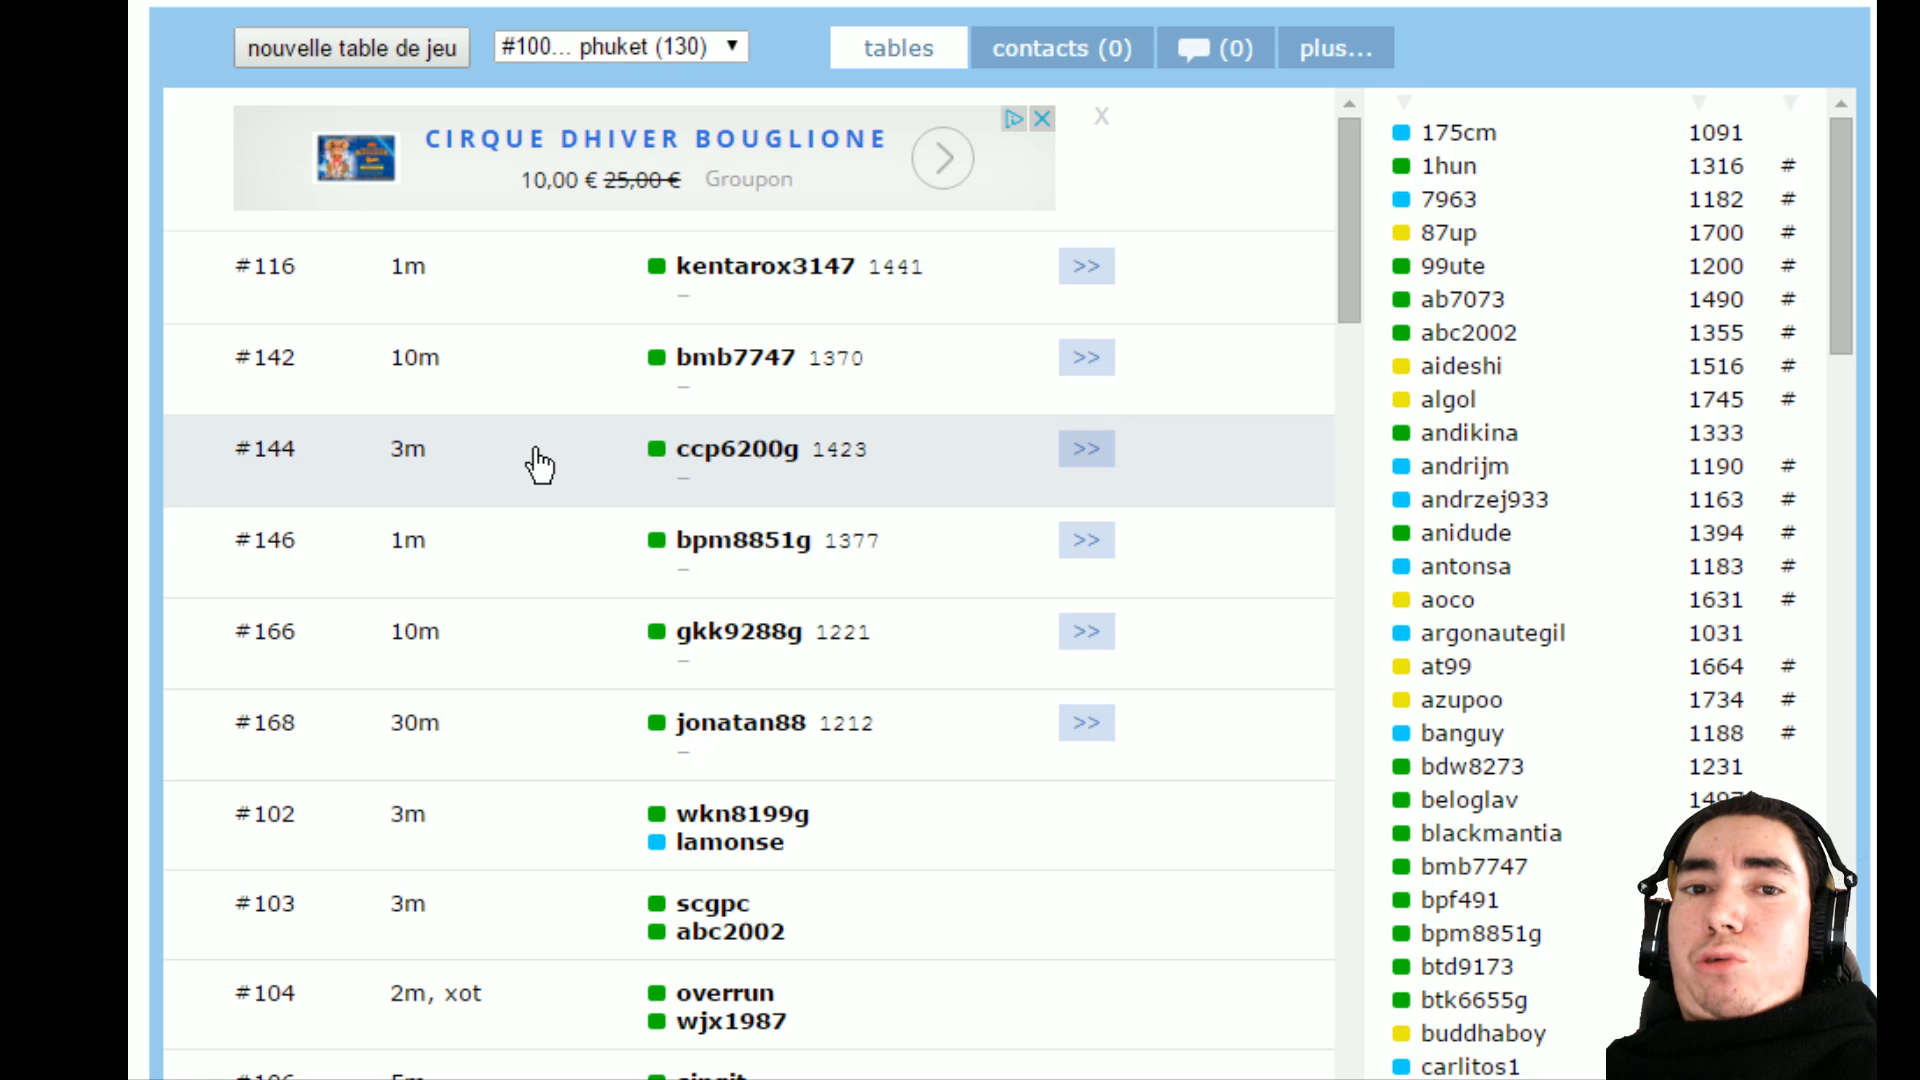 nouvelle table de jeu
#100... phuket (130)
tables
contacts (0)
(0)
plus...
CIRQUE DHIVER BOUGLIONE
10,00 € 25,00 € Groupon
X
#116 1m kentarox3147 1441 >>
–
#142 10m bmb7747 1370 >>
–
#144 3m ccp6200g 1423 >>
–
#146 1m bpm8851g 1377 >>
–
#166 10m gkk9288g 1221 >>
–
#168 30m jonatan88 1212 >>
–
#102 3m wkn8199g
lamonse
#103 3m scgpc
abc2002
#104 2m, xot overrun
wjx1987
175cm 1091
1hun 1316 #
7963 1182 #
87up 1700 #
99ute 1200 #
ab7073 1490 #
abc2002 1355 #
aideshi 1516 #
algol 1745 #
andikina 1333
andrijm 1190 #
andrzej933 1163 #
anidude 1394 #
antonsa 1183 #
aoco 1631 #
argonautegil 1031
at99 1664 #
azupoo 1734 #
banguy 1188 #
bdw8273 1231
beloglav
blackmantia
bmb7747
bpf491
bpm8851g
btd9173
btk6655g
buddhaboy
carlitos1